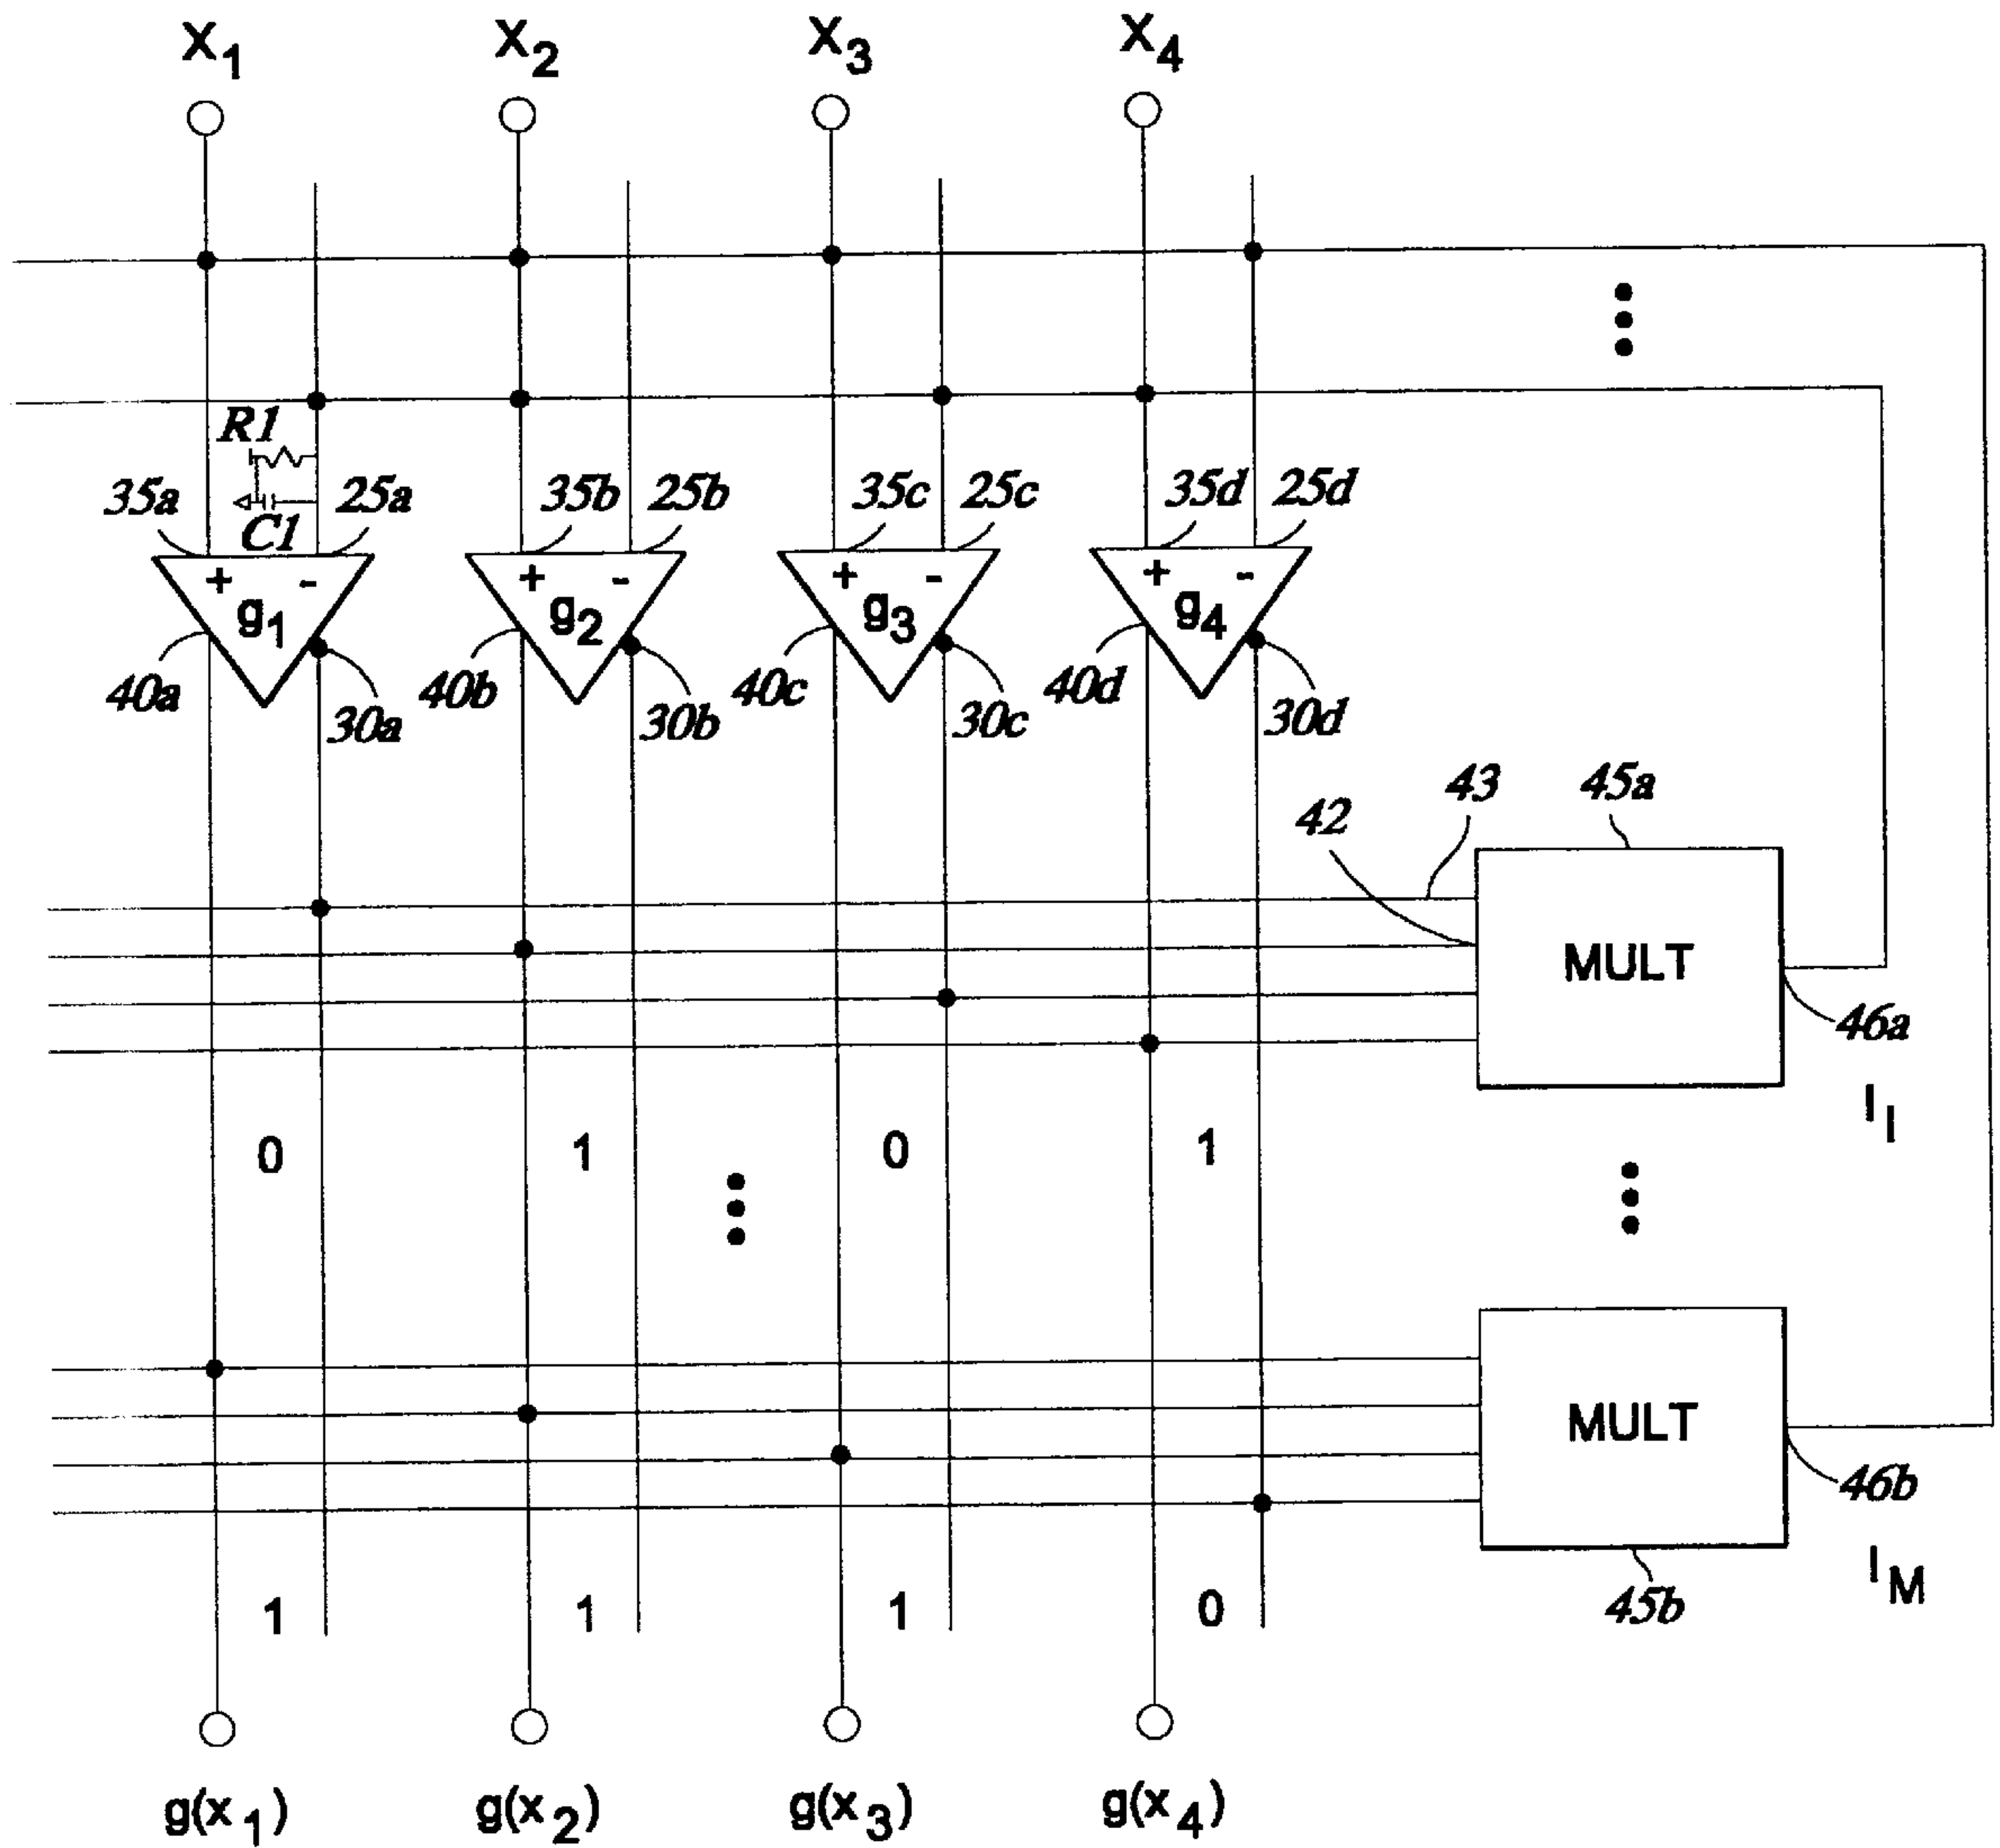 X1 X2 X3 X4
R1
35a C1 25a 35b 25b 35c 25c 35d 25d
+ - + - + - + -
g1 g2 g3 g4
40a 30a 40b 30b 40c 30c 40d 30d
42 43 45a
MULT
46a
I I
0 1 0 1
MULT
46b
I M
45b
1 1 1 0
g(x1) g(x2) g(x3) g(x4)